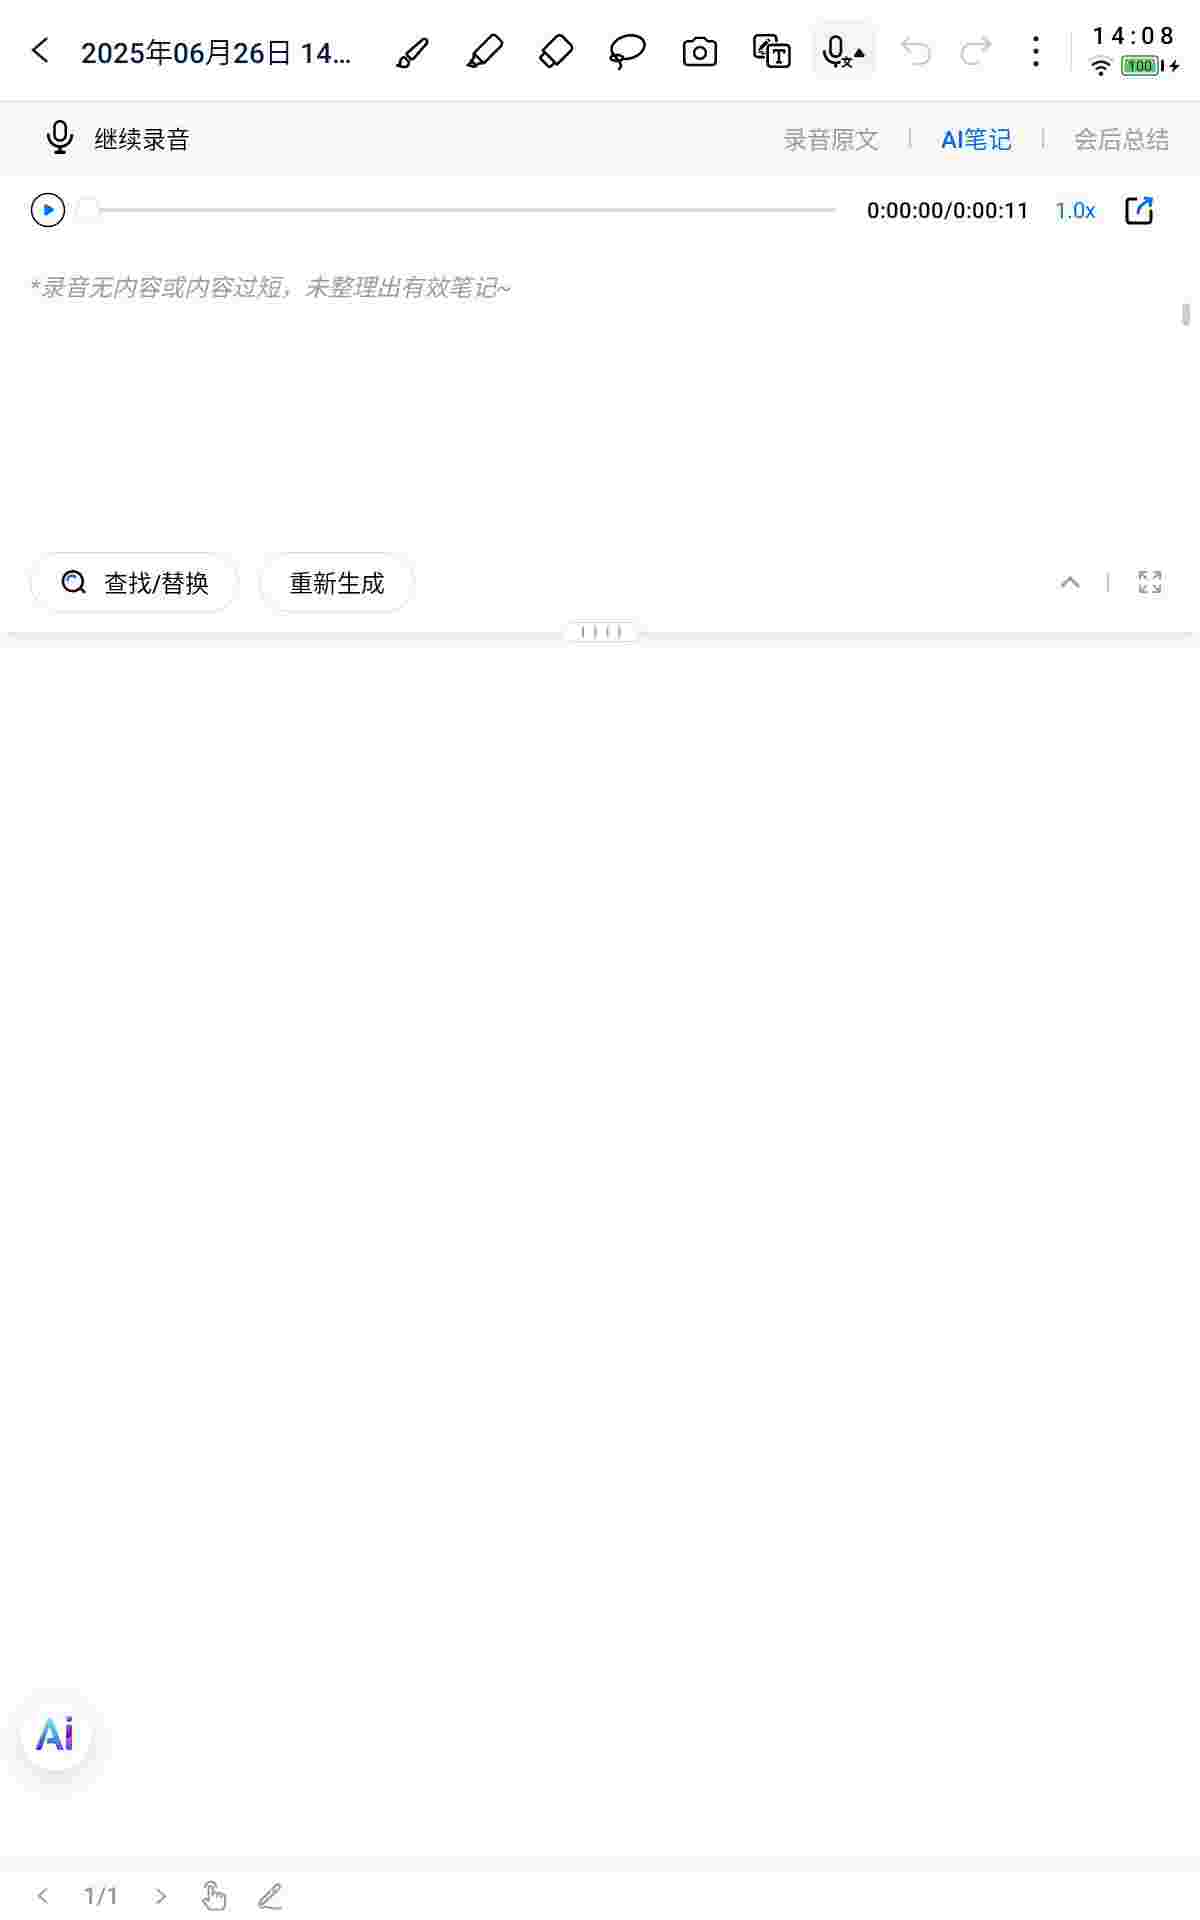 2025年06月26日 14...
14:08
100
继续录音
录音原文
AI笔记
会后总结
0:00:00/0:00:11
1.0x
*录音无内容或内容过短，未整理出有效笔记~
查找/替换
重新生成
Ai
1/1